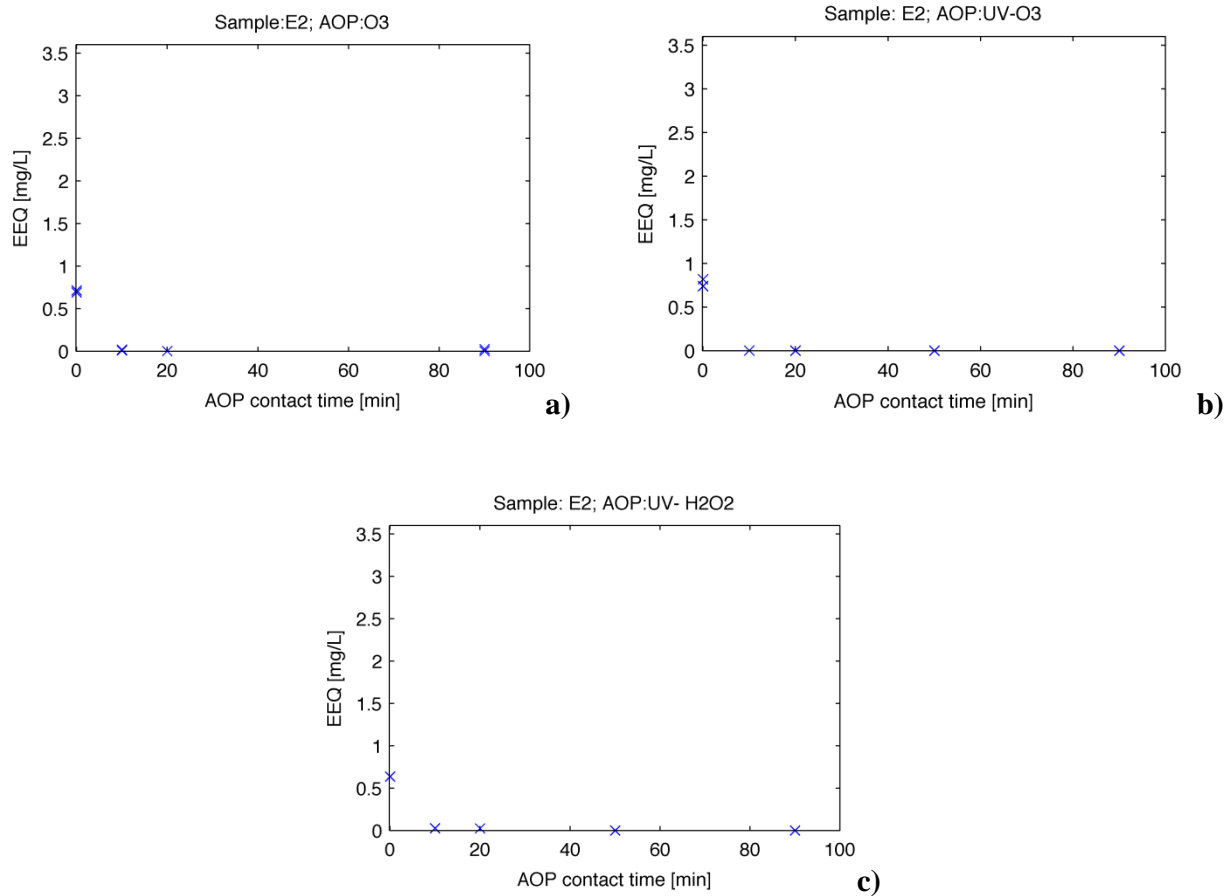 Sample:E2; AOP:O3
3.5
3
2.5
2
1.5
1
0.5
0
EEQ [mg/L]
0 20 40 60 80 100
AOP contact time [min]
a)
Sample: E2; AOP:UV-O3
3.5
3
2.5
2
1.5
1
0.5
0
EEQ [mg/L]
0 20 40 60 80 100
AOP contact time [min]
b)
Sample: E2; AOP:UV- H2O2
3.5
3
2.5
2
1.5
1
0.5
0
EEQ [mg/L]
0 20 40 60 80 100
AOP contact time [min]
c)